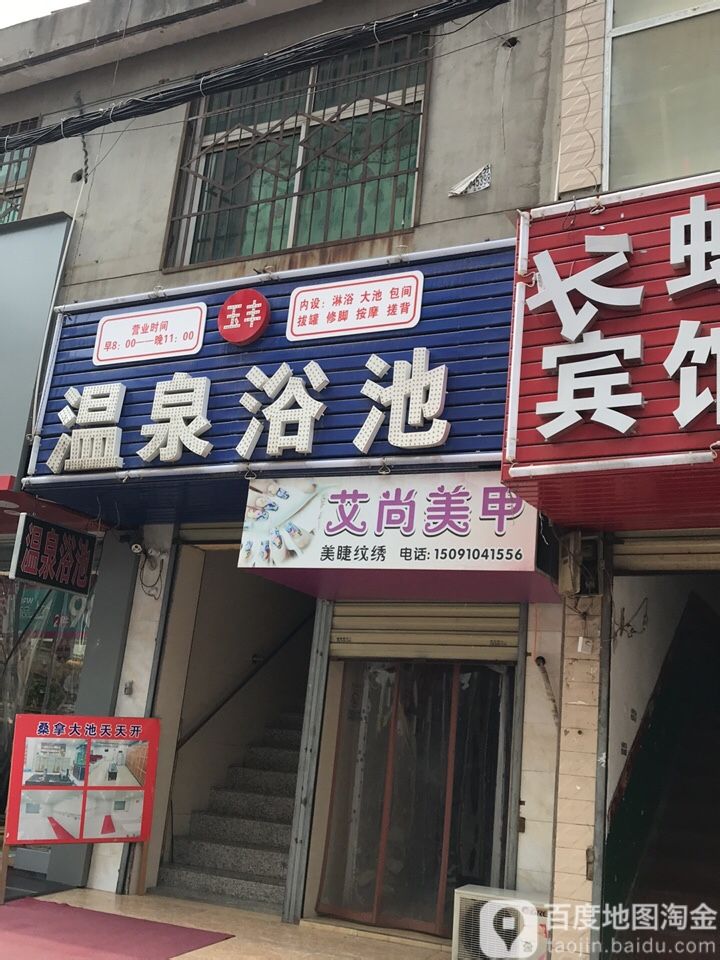 营业时间
早8：00——晚11：00
玉丰
内设：淋浴 大池 包间
拔罐 修脚 按摩 搓背
温泉浴池
长虹
宾馆
艾尚美甲
美睫纹绣 电话：15091041556
温泉浴池
桑拿大池天天开
百度地图淘金
taojin.baidu.com